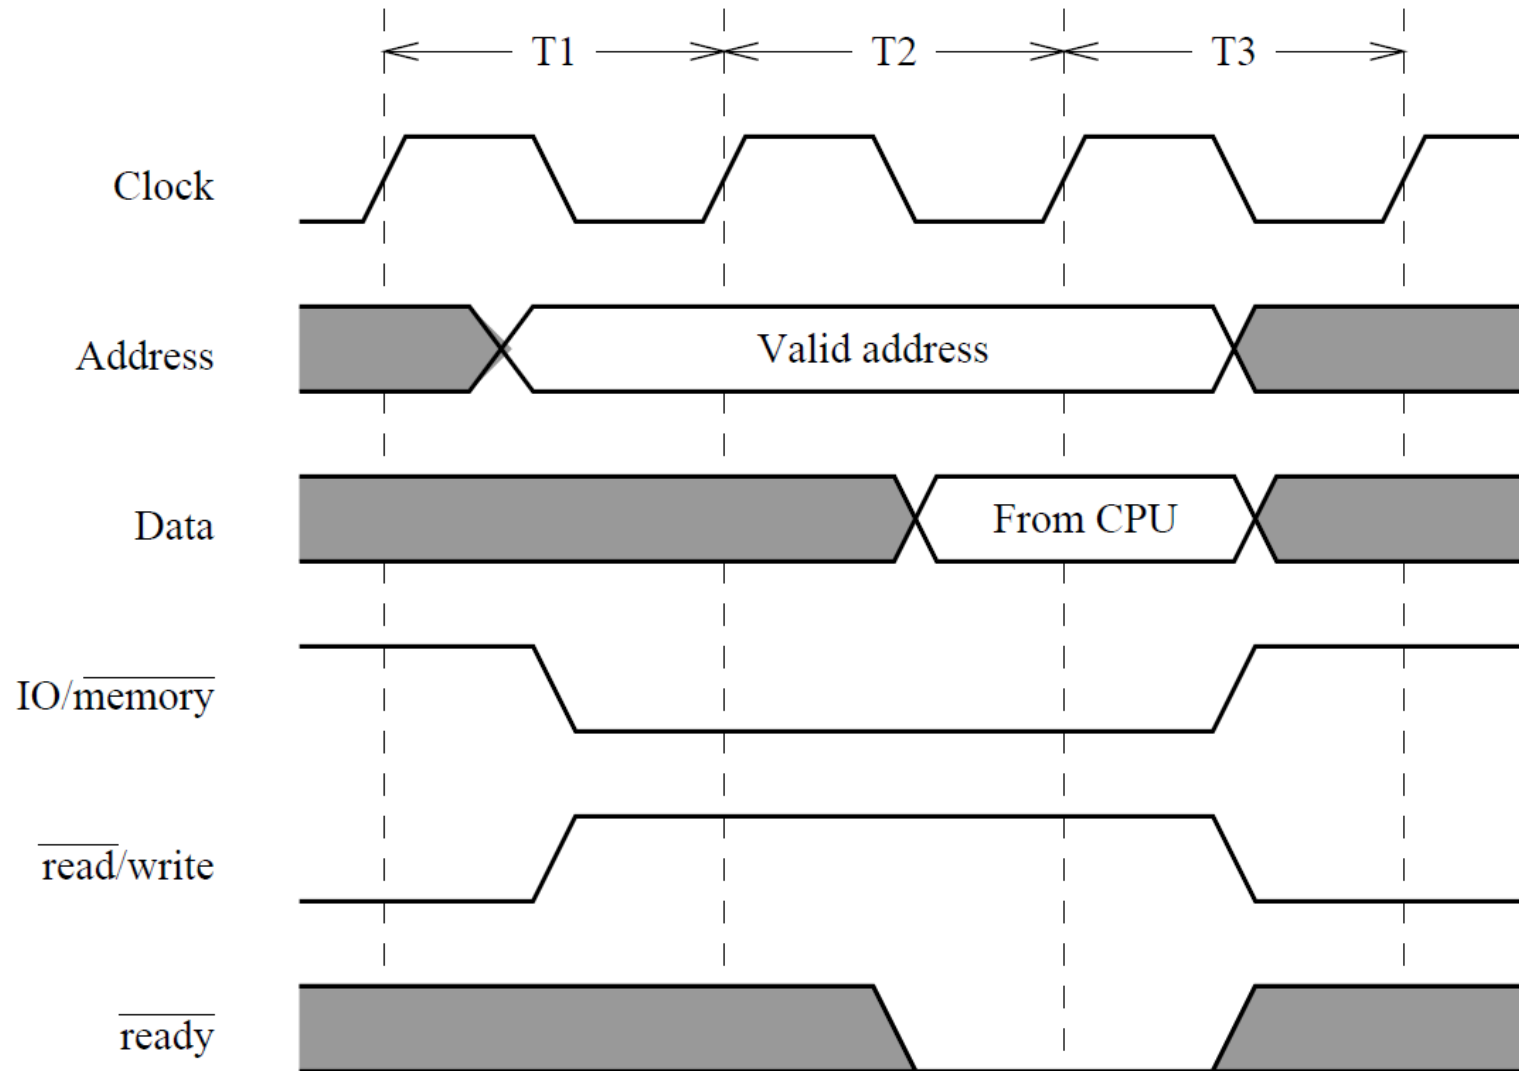 T1 T2 T3
Clock
Address Valid address
Data From CPU
IO/memory
read/write
ready